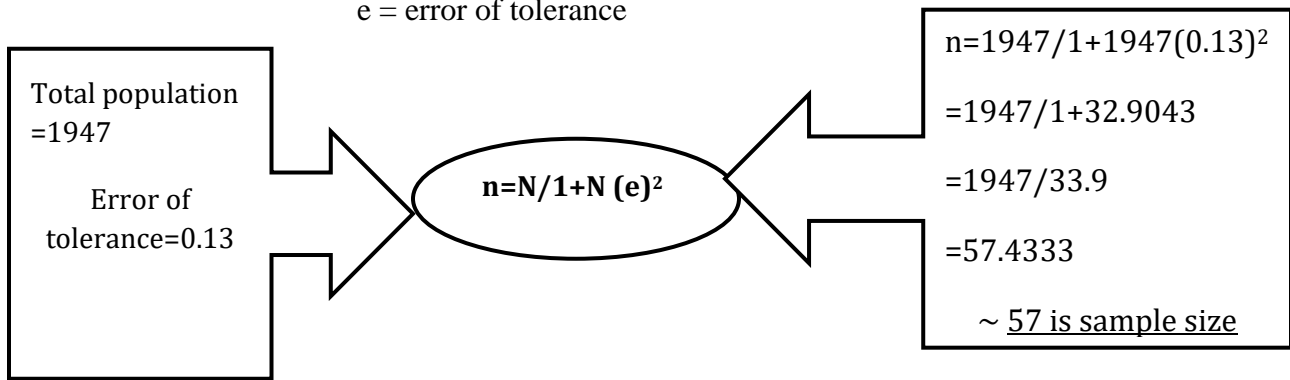 e = error of tolerance
Total population
=1947
Error of
tolerance=0.13
n=N/1+N (e)²
n=1947/1+1947(0.13)²
=1947/1+32.9043
=1947/33.9
=57.4333
~ 57 is sample size